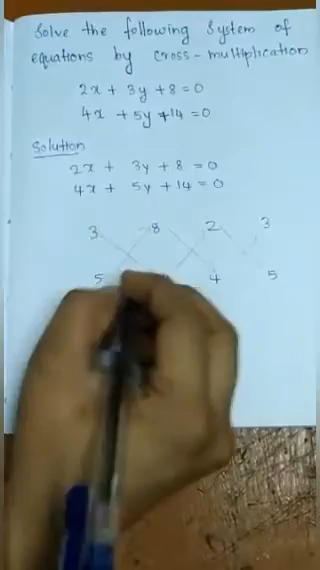 Solve the following System of
equations by cross-multiplication
2x + 3y + 8 = 0
4x + 5y + 14 = 0
Solution
2x + 3y + 8 = 0
4x + 5y + 14 = 0
3 8 2 3
5 4 5